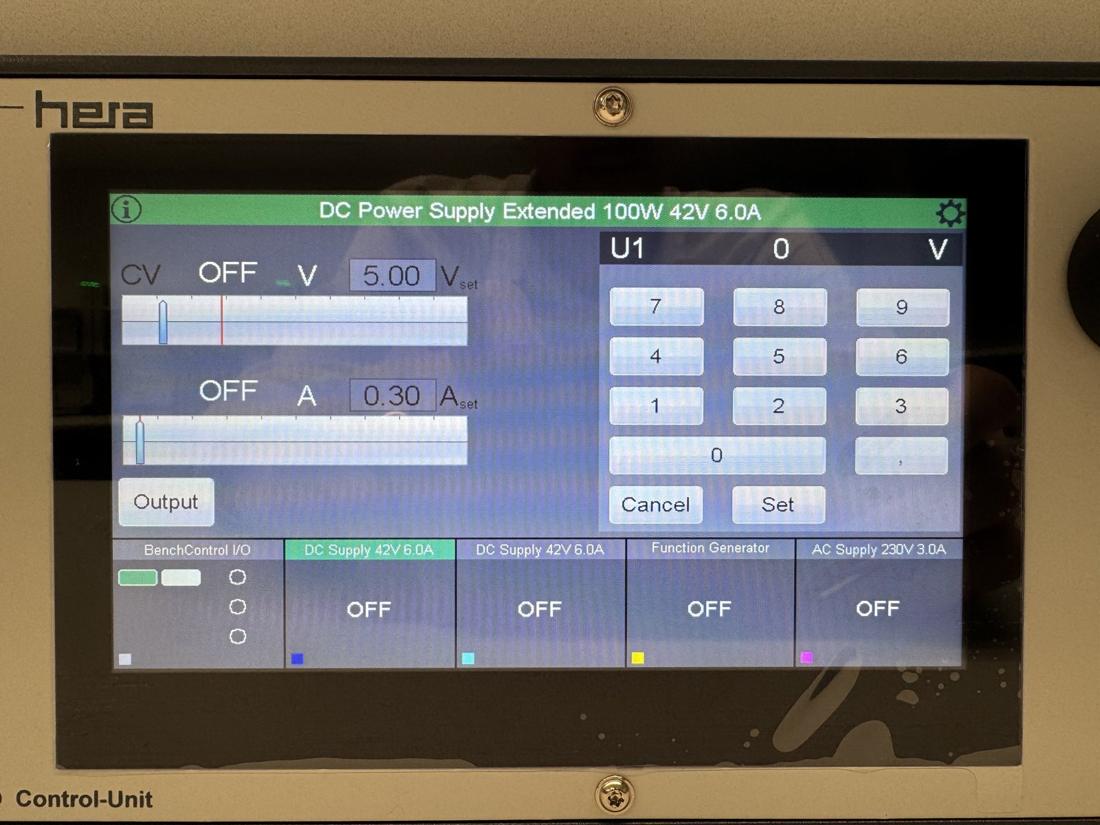 hera
i
DC Power Supply Extended 100W 42V 6.0A
CV OFF V 5.00 Vset
OFF A 0.30 Aset
Output
U1 0 V
7 8 9
4 5 6
1 2 3
0 ,
Cancel Set
BenchControl I/O
DC Supply 42V 6.0A
OFF
DC Supply 42V 6.0A
OFF
Function Generator
OFF
AC Supply 230V 3.0A
OFF
Control-Unit